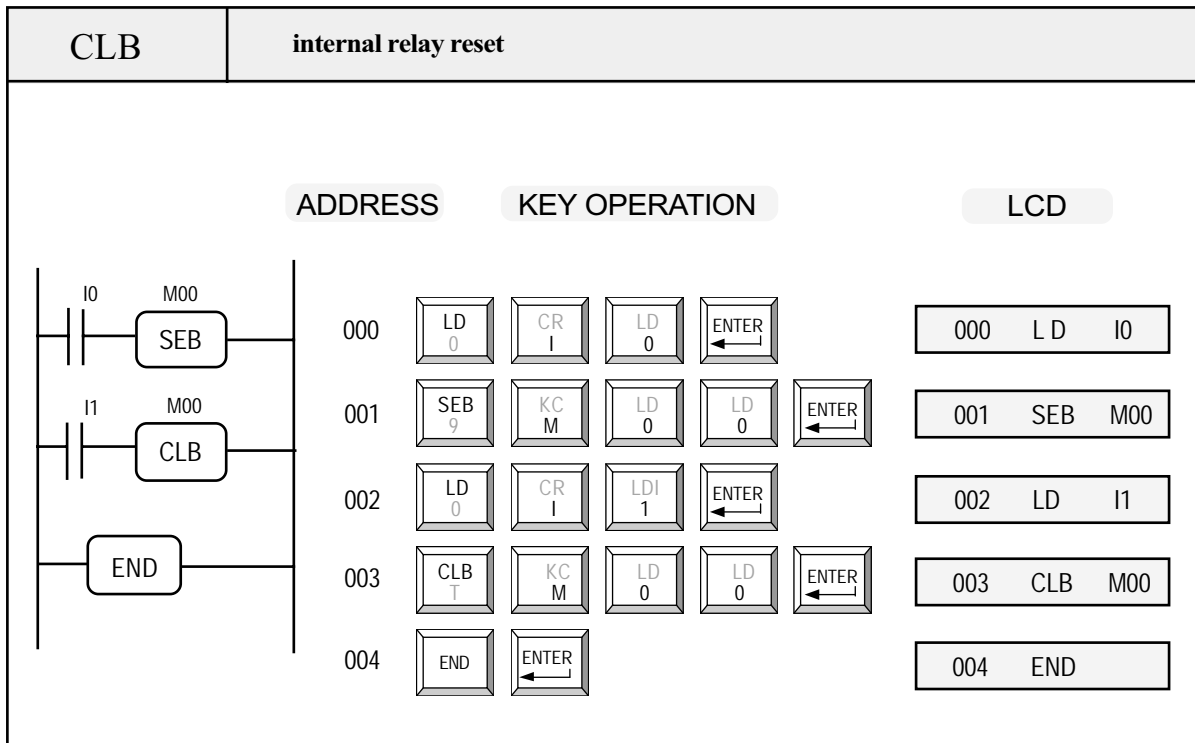 CLB internal relay reset
ADDRESS KEY OPERATION LCD
I0 M00
SEB
000 LD 0 CR I LD 0 ENTER 000 L D I0
I1 M00
CLB
001 SEB 9 KC M LD 0 LD 0 ENTER 001 SEB M00
002 LD 0 CR I LDI 1 ENTER 002 LD I1
END
003 CLB T KC M LD 0 LD 0 ENTER 003 CLB M00
004 END ENTER 004 END